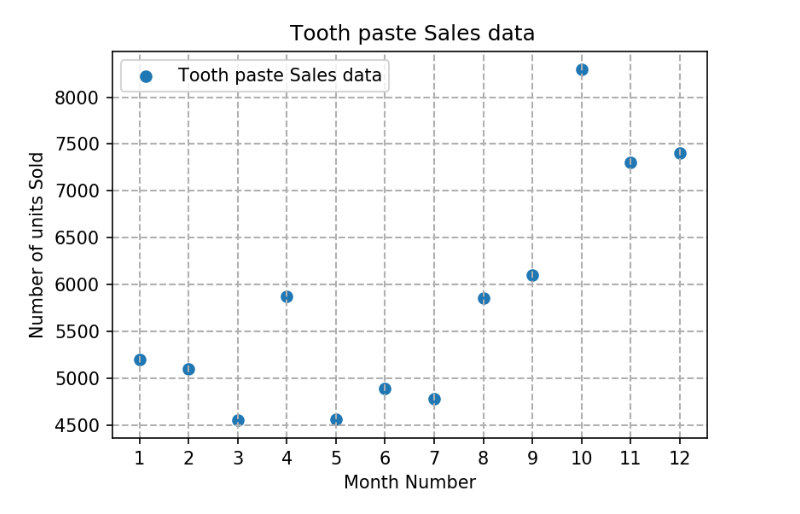 Tooth paste Sales data
Tooth paste Sales data
8000
7500
7000
6500
6000
5500
5000
4500
Number of units Sold
1 2 3 4 5 6 7 8 9 10 11 12
Month Number